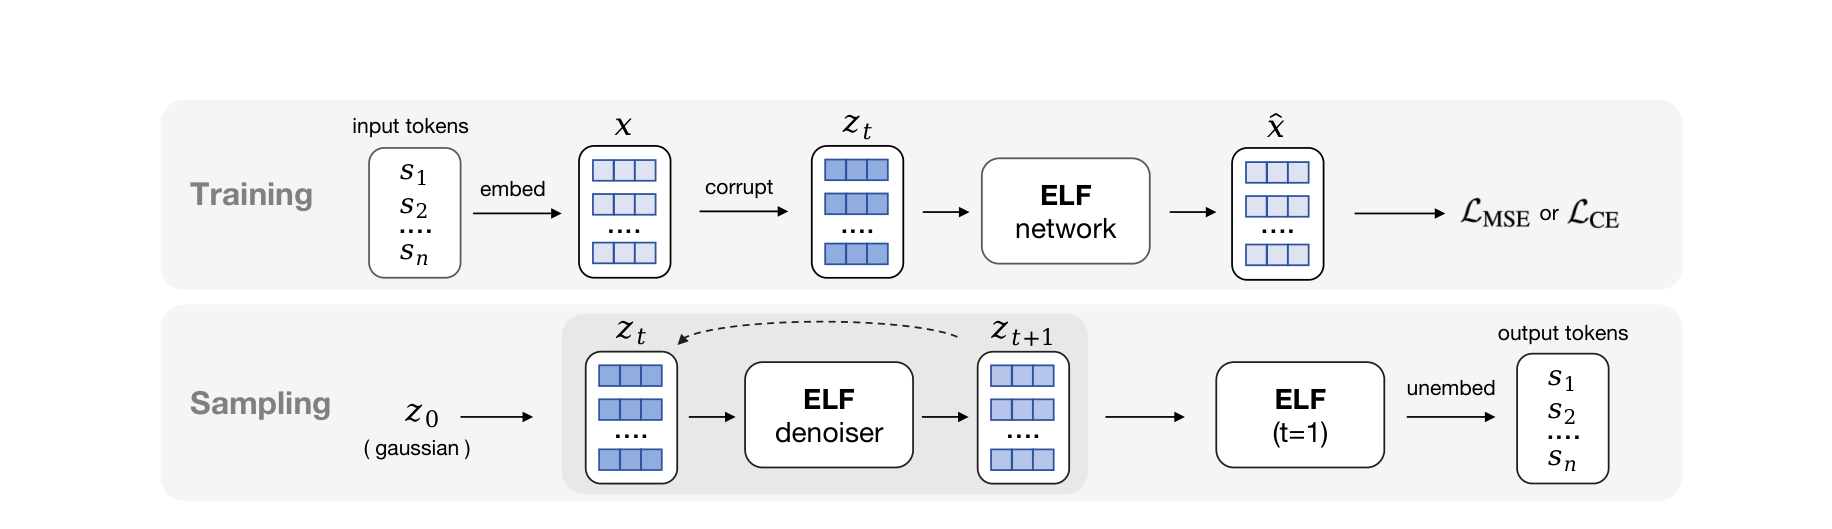 Training
input tokens
s1
s2
....
sn
embed
x
....
corrupt
zt
....
ELF
network
x̂
....
ℒMSE or ℒCE
Sampling
z0
( gaussian )
zt
....
ELF
denoiser
zt+1
....
ELF
(t=1)
unembed
output tokens
s1
s2
....
sn